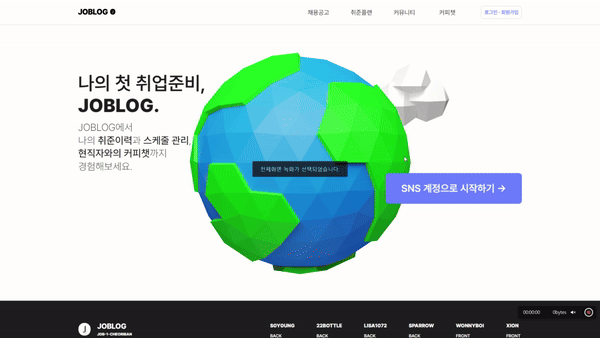 JOBLOG
채용공고 취준플랜 커뮤니티 커피챗
로그인 · 회원가입
나의 첫 취업준비,
JOBLOG.
JOBLOG에서
나의 취준이력과 스케줄 관리,
현직자와의 커피챗까지
경험해보세요.
전체화면 녹화가 선택되었습니다.
SNS 계정으로 시작하기 →
00:00:00 0bytes
J JOBLOG
JOB-1-CHEORINAM
SOYOUNG 22BOTTLE LISA1072 SPARROW WONNYBOI XION
BACK BACK BACK BACK FRONT FRONT